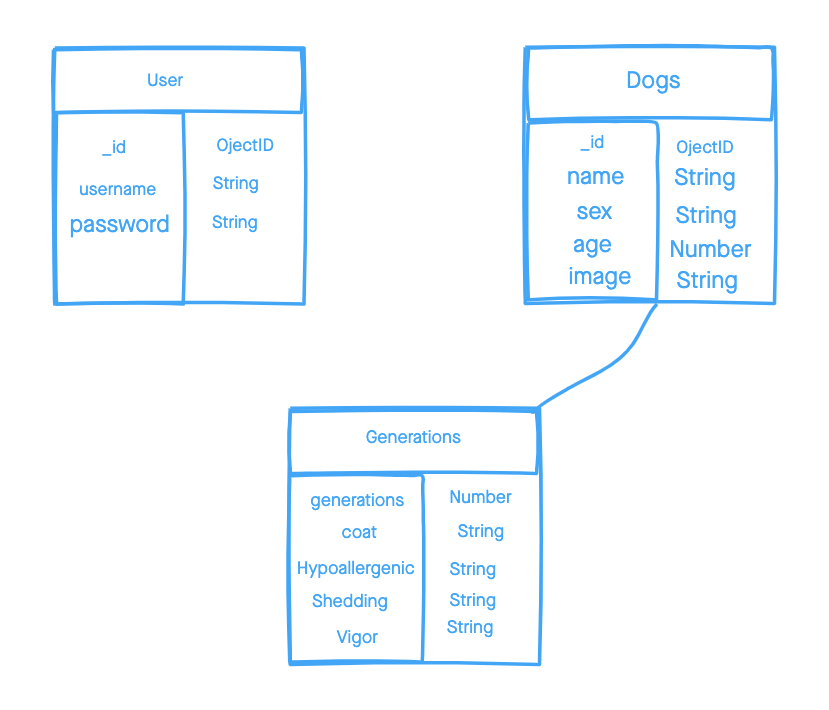 User
_id OjectID
username String
password String
Dogs
_id OjectID
name String
sex String
age Number
image String
Generations
generations Number
coat String
Hypoallergenic String
Shedding String
Vigor String